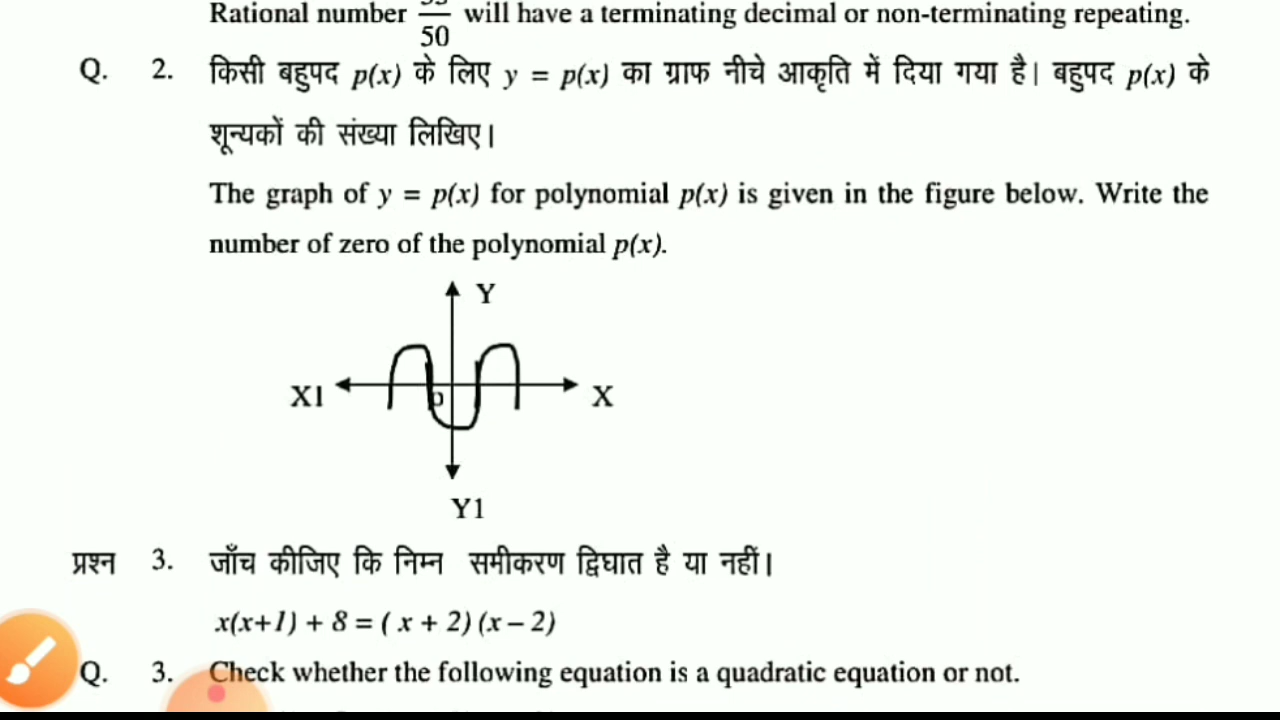 Rational number /50 will have a terminating decimal or non-terminating repeating.
Q. 2. किसी बहुपद p(x) के लिए y = p(x) का ग्राफ नीचे आकृति में दिया गया है। बहुपद p(x) के
शून्यकों की संख्या लिखिए।
The graph of y = p(x) for polynomial p(x) is given in the figure below. Write the
number of zero of the polynomial p(x).
Y
X1
X
Y1
प्रश्न 3. जाँच कीजिए कि निम्न समीकरण द्विघात है या नहीं।
x(x+1) + 8 = ( x + 2) (x – 2)
Q. 3. Check whether the following equation is a quadratic equation or not.